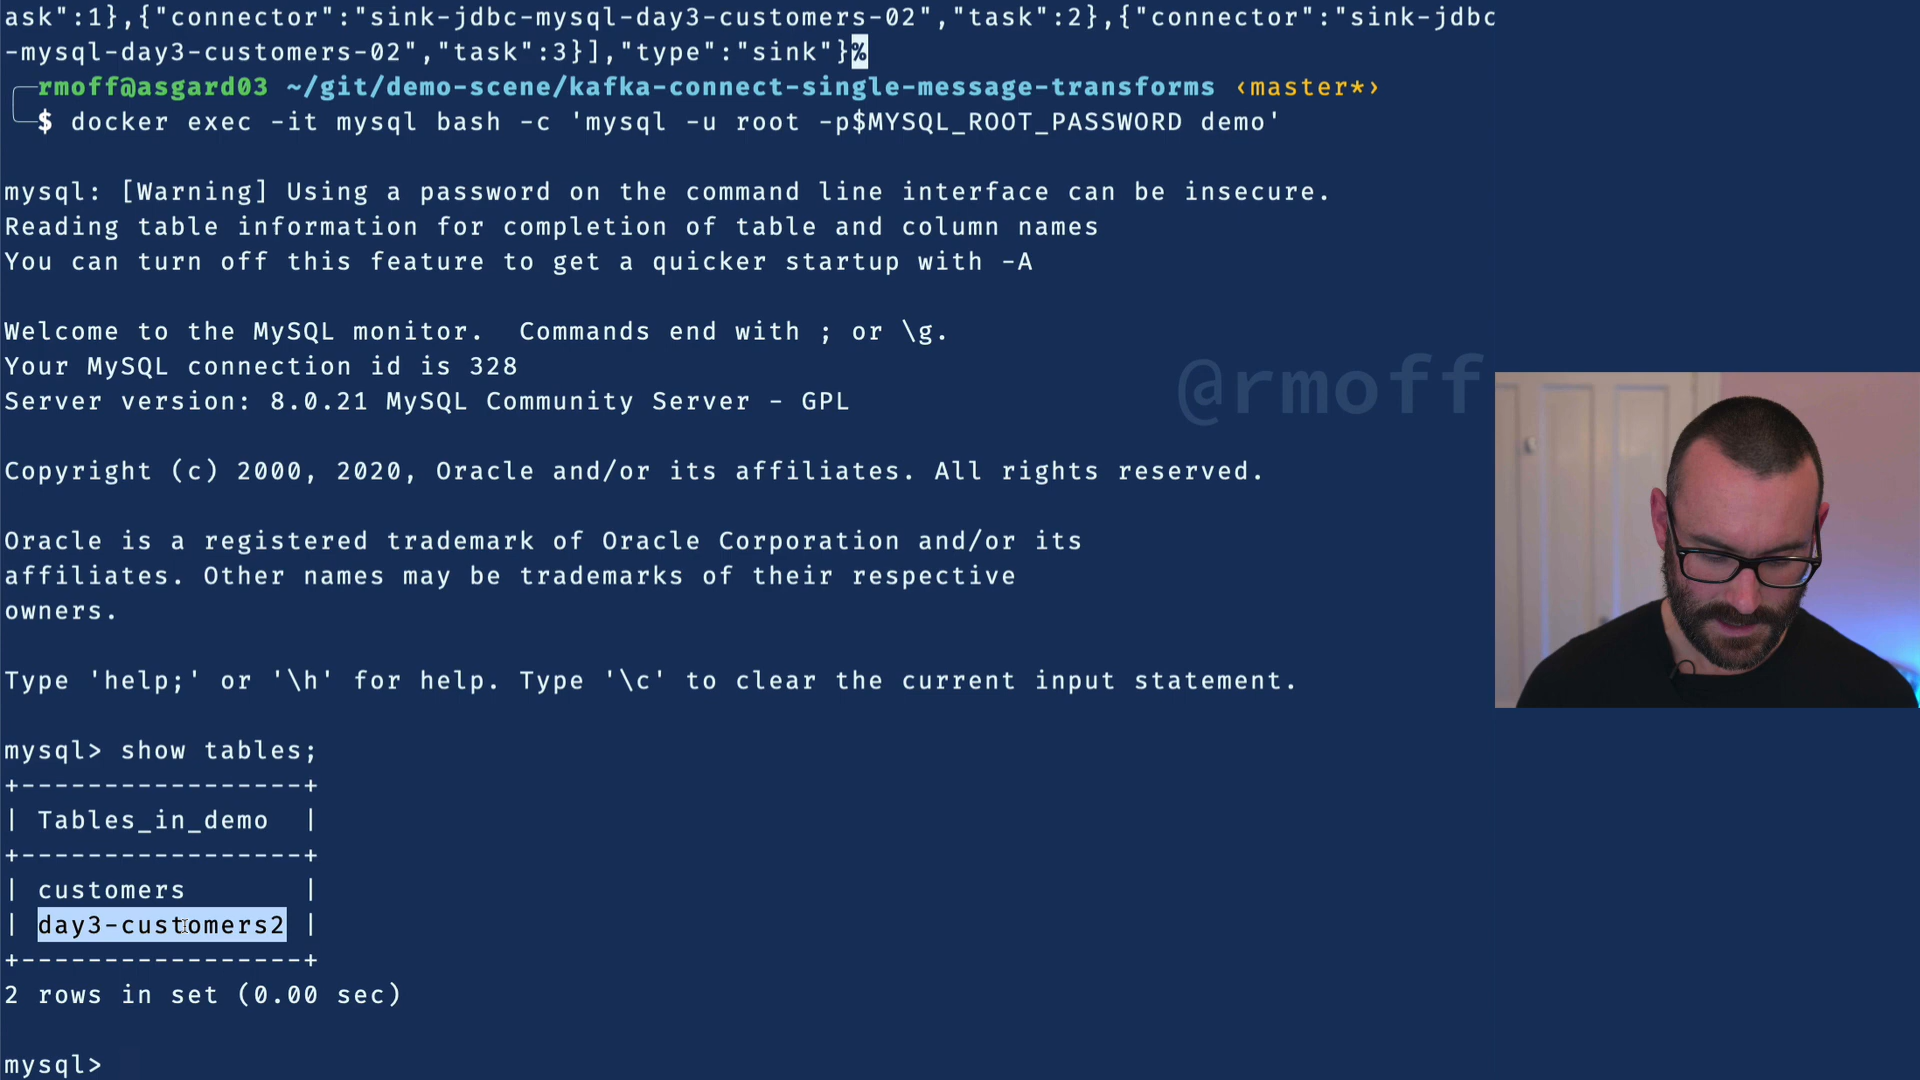 ask":1},{"connector":"sink-jdbc-mysql-day3-customers-02","task":2},{"connector":"sink-jdbc
-mysql-day3-customers-02","task":3}],"type":"sink"}%
rmoff@asgard03 ~/git/demo-scene/kafka-connect-single-message-transforms ‹master*›
$ docker exec -it mysql bash -c 'mysql -u root -p$MYSQL_ROOT_PASSWORD demo'
mysql: [Warning] Using a password on the command line interface can be insecure.
Reading table information for completion of table and column names
You can turn off this feature to get a quicker startup with -A
Welcome to the MySQL monitor.  Commands end with ; or \g.
Your MySQL connection id is 328
Server version: 8.0.21 MySQL Community Server - GPL
@rmoff
Copyright (c) 2000, 2020, Oracle and/or its affiliates. All rights reserved.
Oracle is a registered trademark of Oracle Corporation and/or its
affiliates. Other names may be trademarks of their respective
owners.
Type 'help;' or '\h' for help. Type '\c' to clear the current input statement.
mysql> show tables;
+-----------------+
| Tables_in_demo  |
+-----------------+
| customers       |
| day3-customers2 |
+-----------------+
2 rows in set (0.00 sec)
mysql>